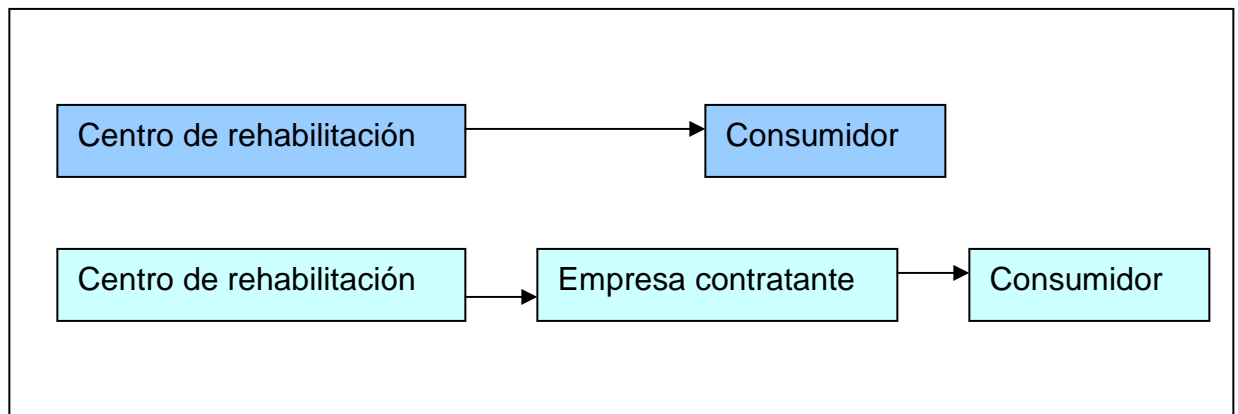 Centro de rehabilitación
Consumidor
Centro de rehabilitación
Empresa contratante
Consumidor